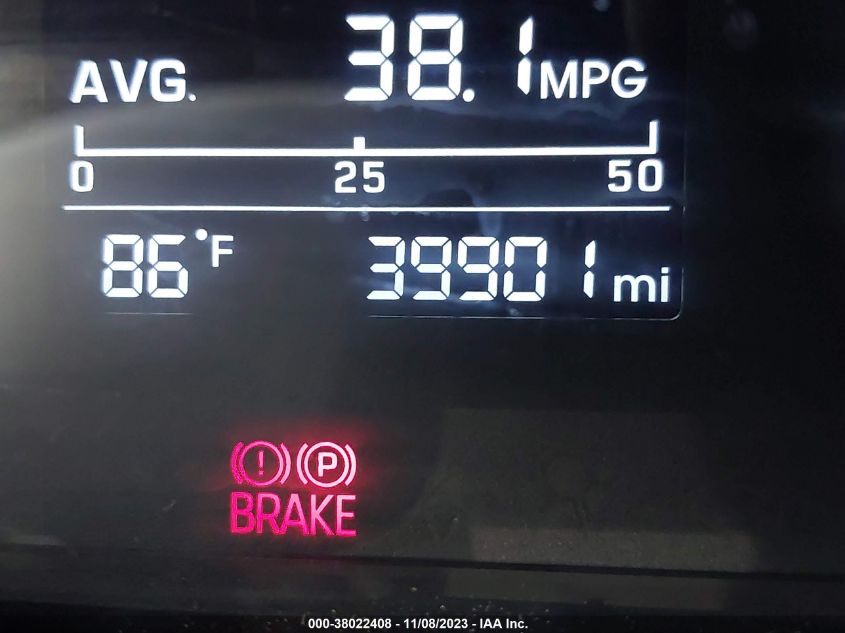 AVG. 38.1 MPG
0 25 50
86°F 39901 mi
! P
BRAKE
000-38022408 - 11/08/2023 - IAA Inc.